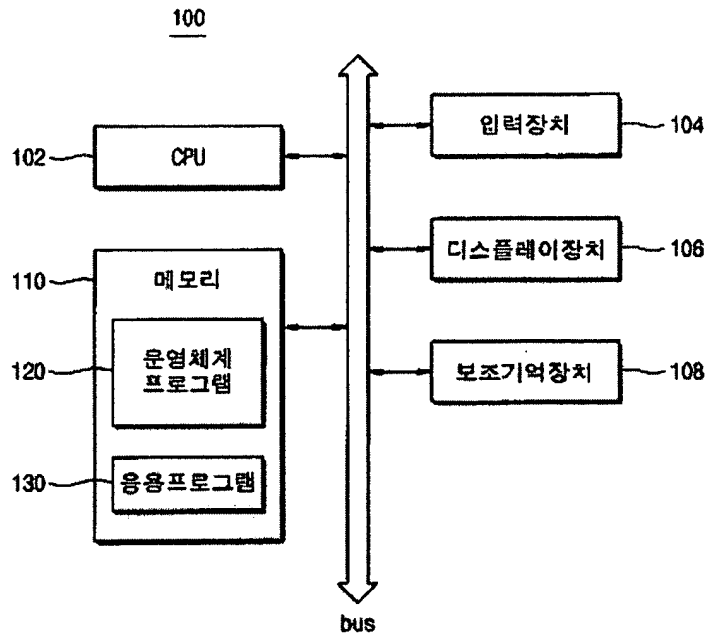 100
102
CPU
입력장치
104
디스플레이장치
106
110
메모리
120
운영체계
프로그램
보조기억장치
108
130
응용프로그램
bus